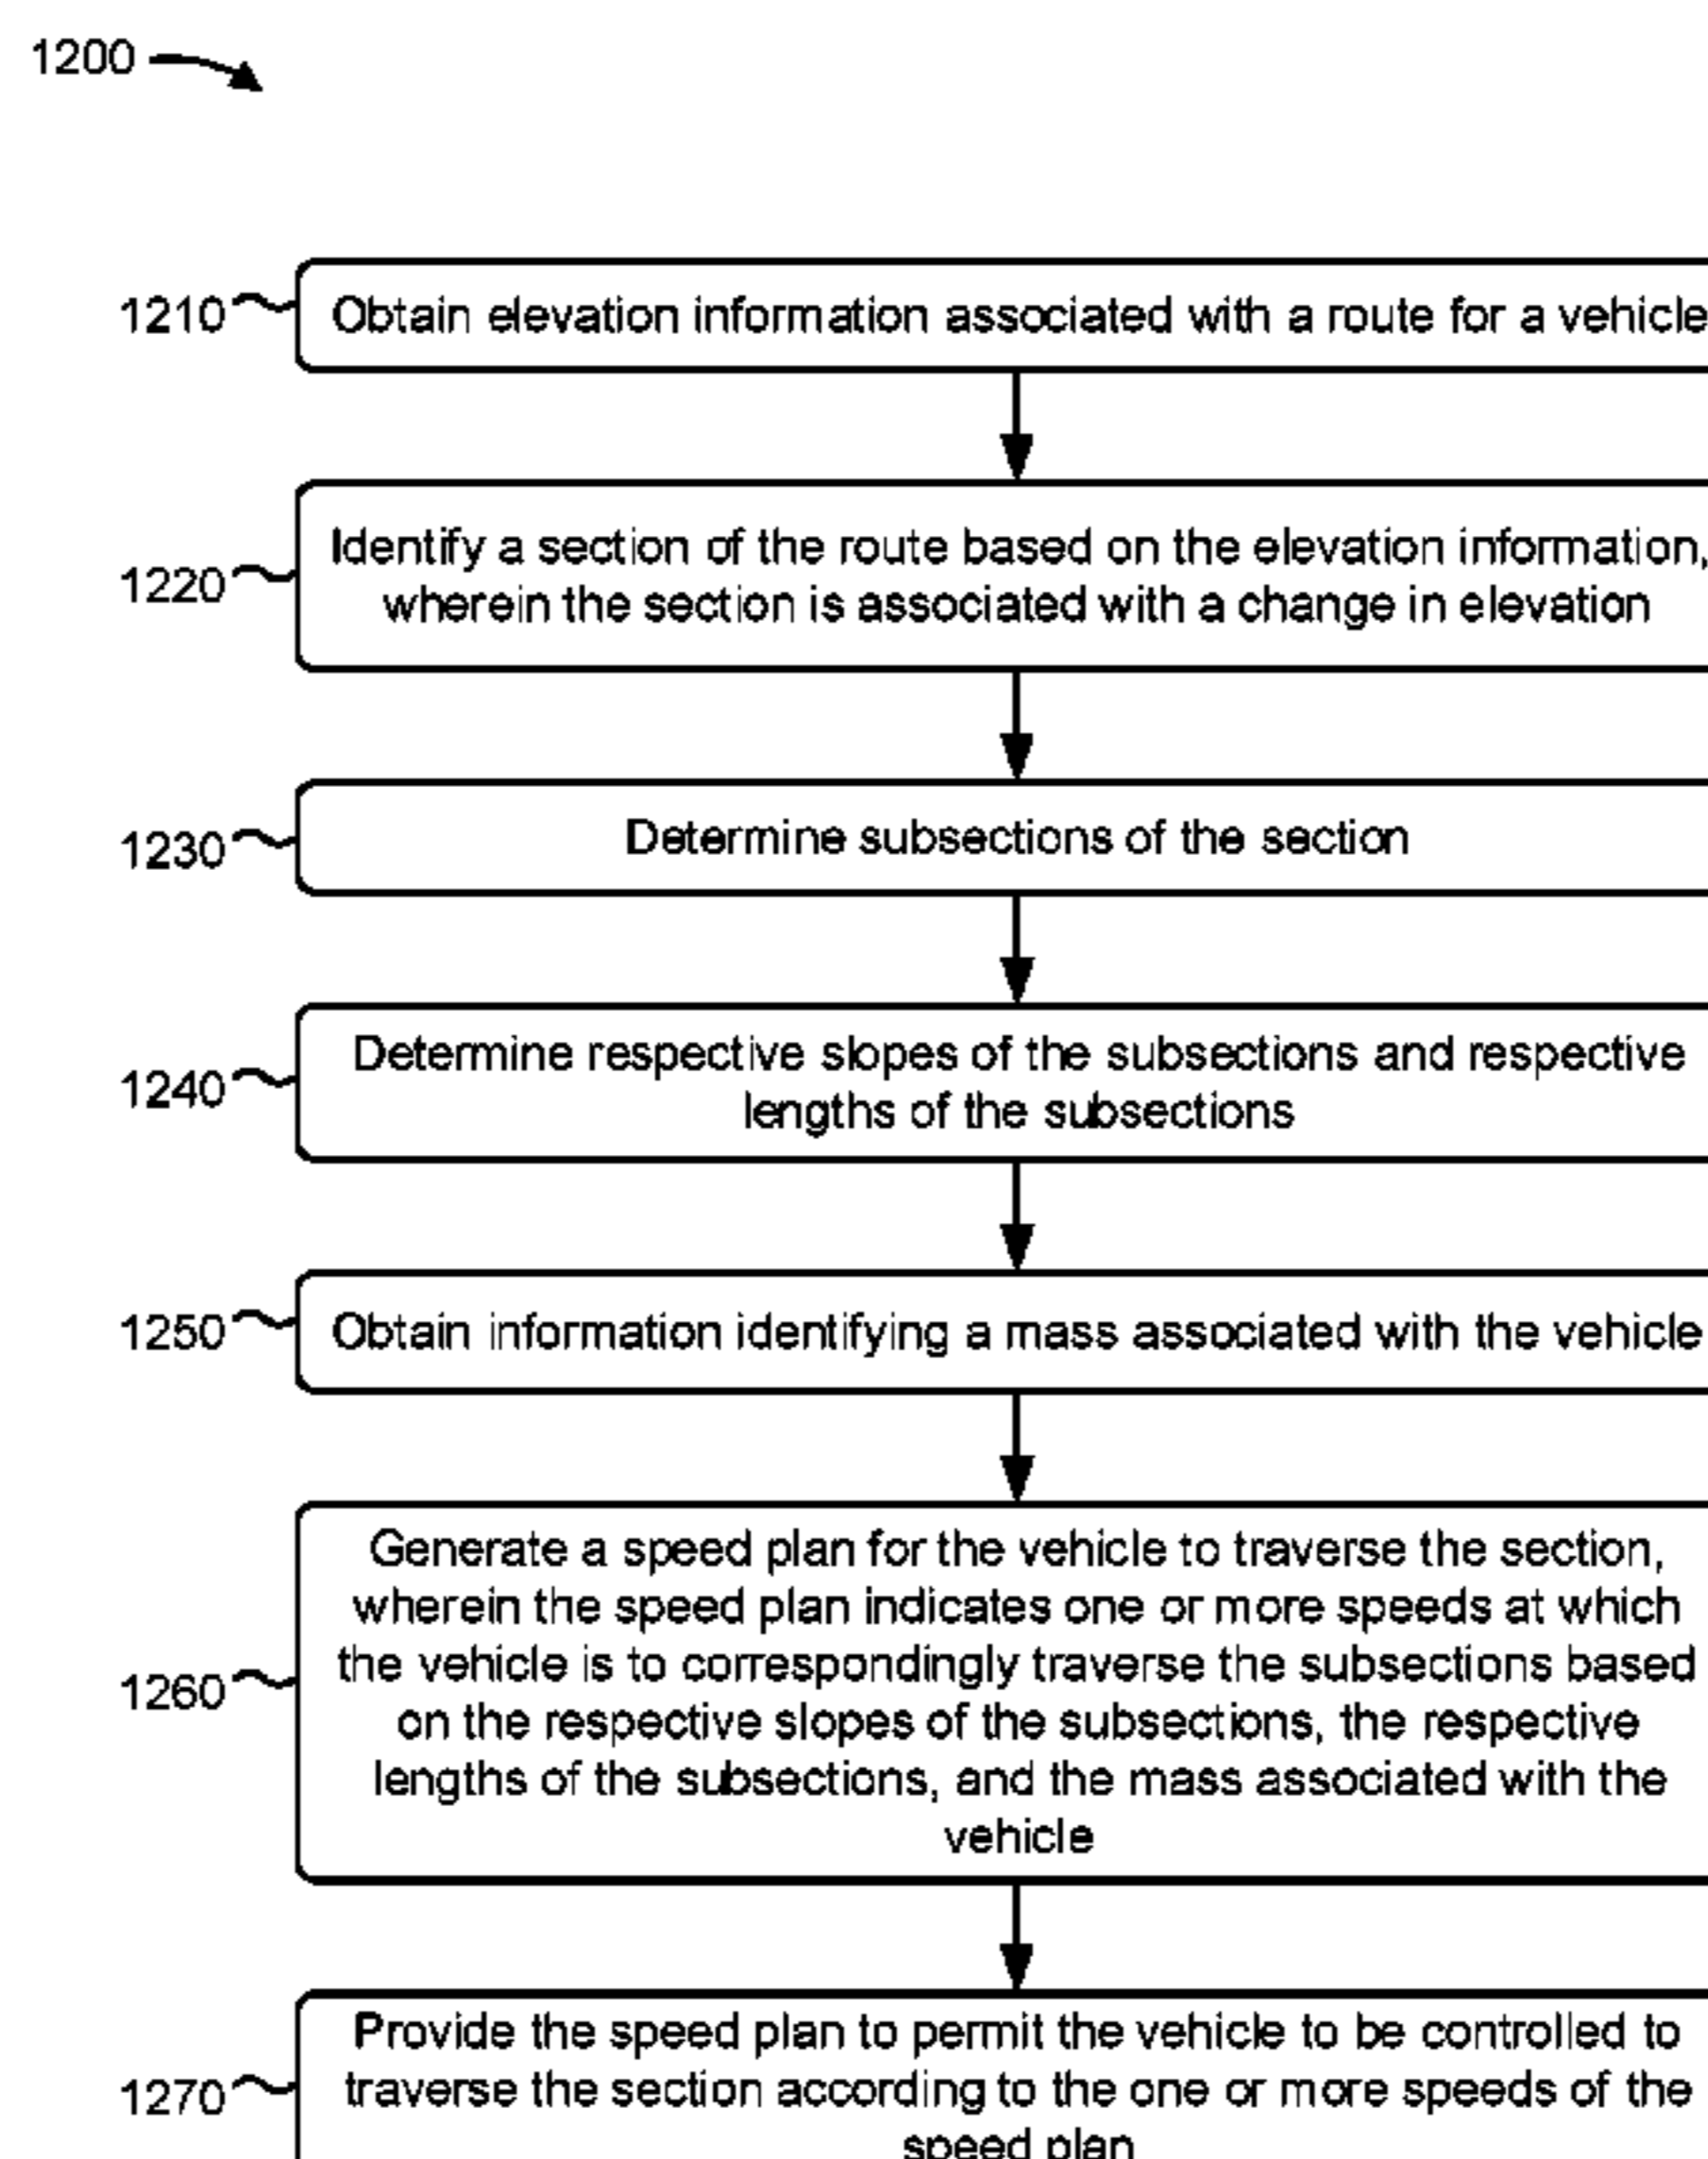 1200
1210
Obtain elevation information associated with a route for a vehicle
1220
Identify a section of the route based on the elevation information,
wherein the section is associated with a change in elevation
1230
Determine subsections of the section
1240
Determine respective slopes of the subsections and respective
lengths of the subsections
1250
Obtain information identifying a mass associated with the vehicle
1260
Generate a speed plan for the vehicle to traverse the section,
wherein the speed plan indicates one or more speeds at which
the vehicle is to correspondingly traverse the subsections based
on the respective slopes of the subsections, the respective
lengths of the subsections, and the mass associated with the
vehicle
1270
Provide the speed plan to permit the vehicle to be controlled to
traverse the section according to the one or more speeds of the
speed plan